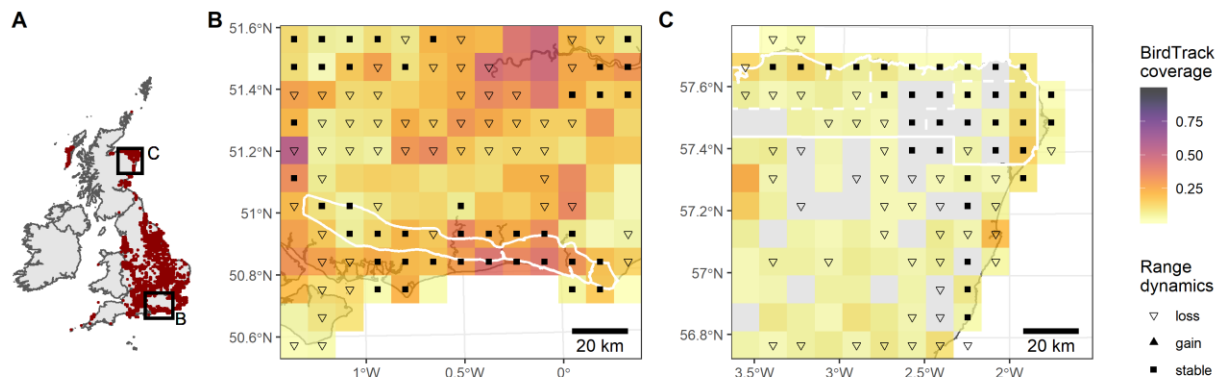 A
B
C
C
B
51.6°N
51.4°N
51.2°N
51°N
50.8°N
50.6°N
1°W
0.5°W
0°
20 km
57.6°N
57.4°N
57.2°N
57°N
56.8°N
3.5°W
3°W
2.5°W
2°W
20 km
BirdTrack
coverage
0.75
0.50
0.25
Range
dynamics
loss
gain
stable